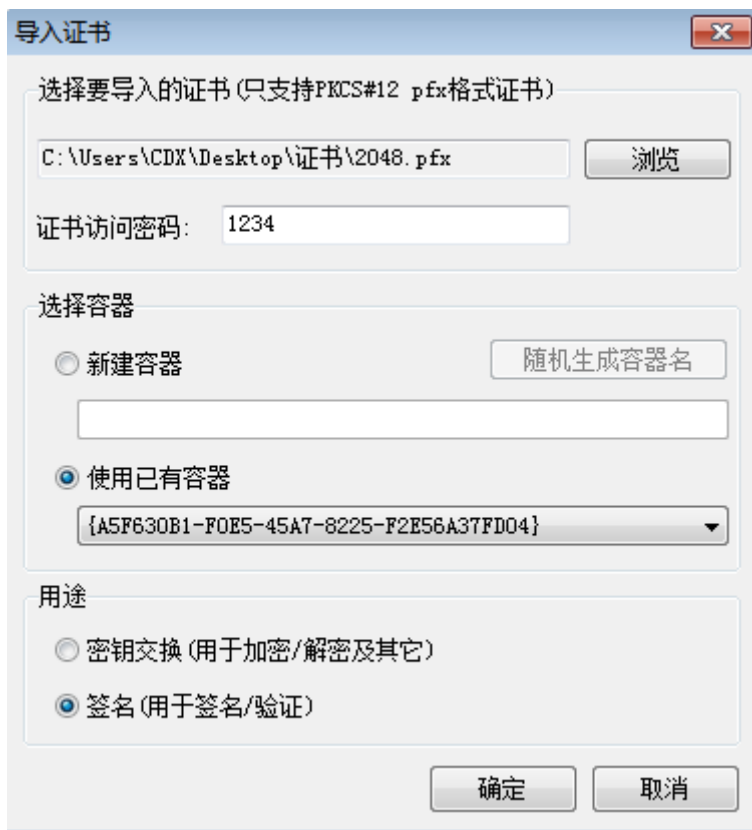 导入证书
选择要导入的证书(只支持PKCS#12 pfx格式证书)
C:\Users\CDX\Desktop\证书\2048.pfx 浏览
证书访问密码: 1234
选择容器
新建容器 随机生成容器名
使用已有容器
{A5F630B1-F0E5-45A7-8225-F2E56A37FD04}
用途
密钥交换(用于加密/解密及其它)
签名(用于签名/验证)
确定 取消